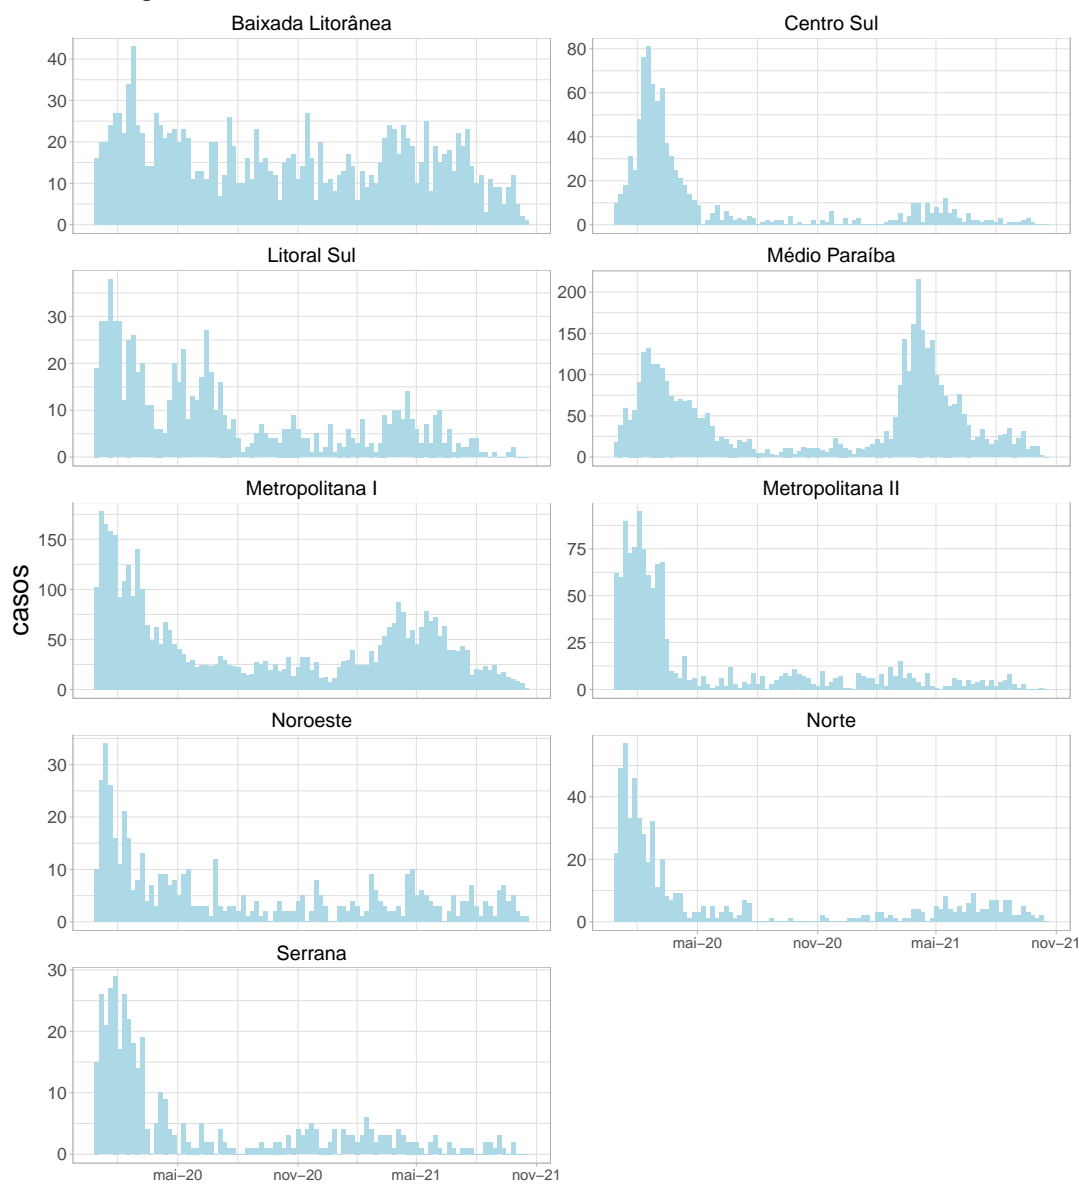 Baixada Litorânea
Centro Sul
40
30
20
10
0
80
60
40
20
0
Litoral Sul
Médio Paraíba
30
20
10
0
200
150
100
50
0
Metropolitana I
Metropolitana II
casos
150
100
50
0
75
50
25
0
Noroeste
Norte
30
20
10
0
40
20
0
mai−20
nov−20
mai−21
nov−21
Serrana
30
20
10
0
mai−20
nov−20
mai−21
nov−21